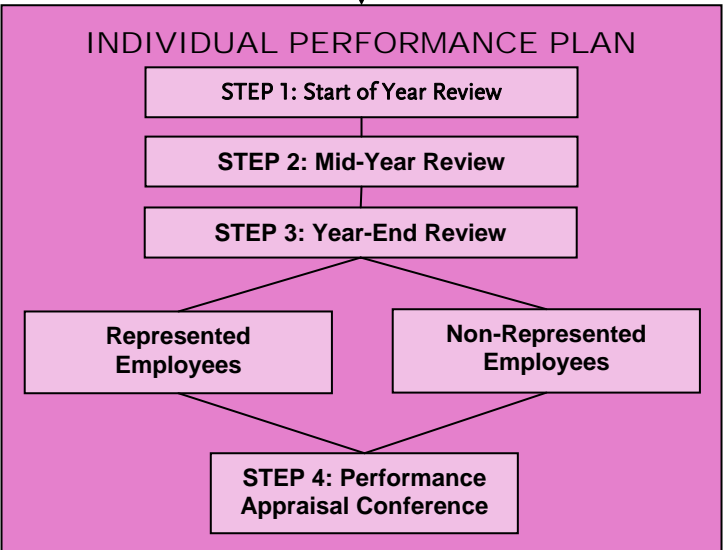 INDIVIDUAL PERFORMANCE PLAN
STEP 1: Start of Year Review
STEP 2: Mid-Year Review
STEP 3: Year-End Review
Represented
Employees
Non-Represented
Employees
STEP 4: Performance
Appraisal Conference